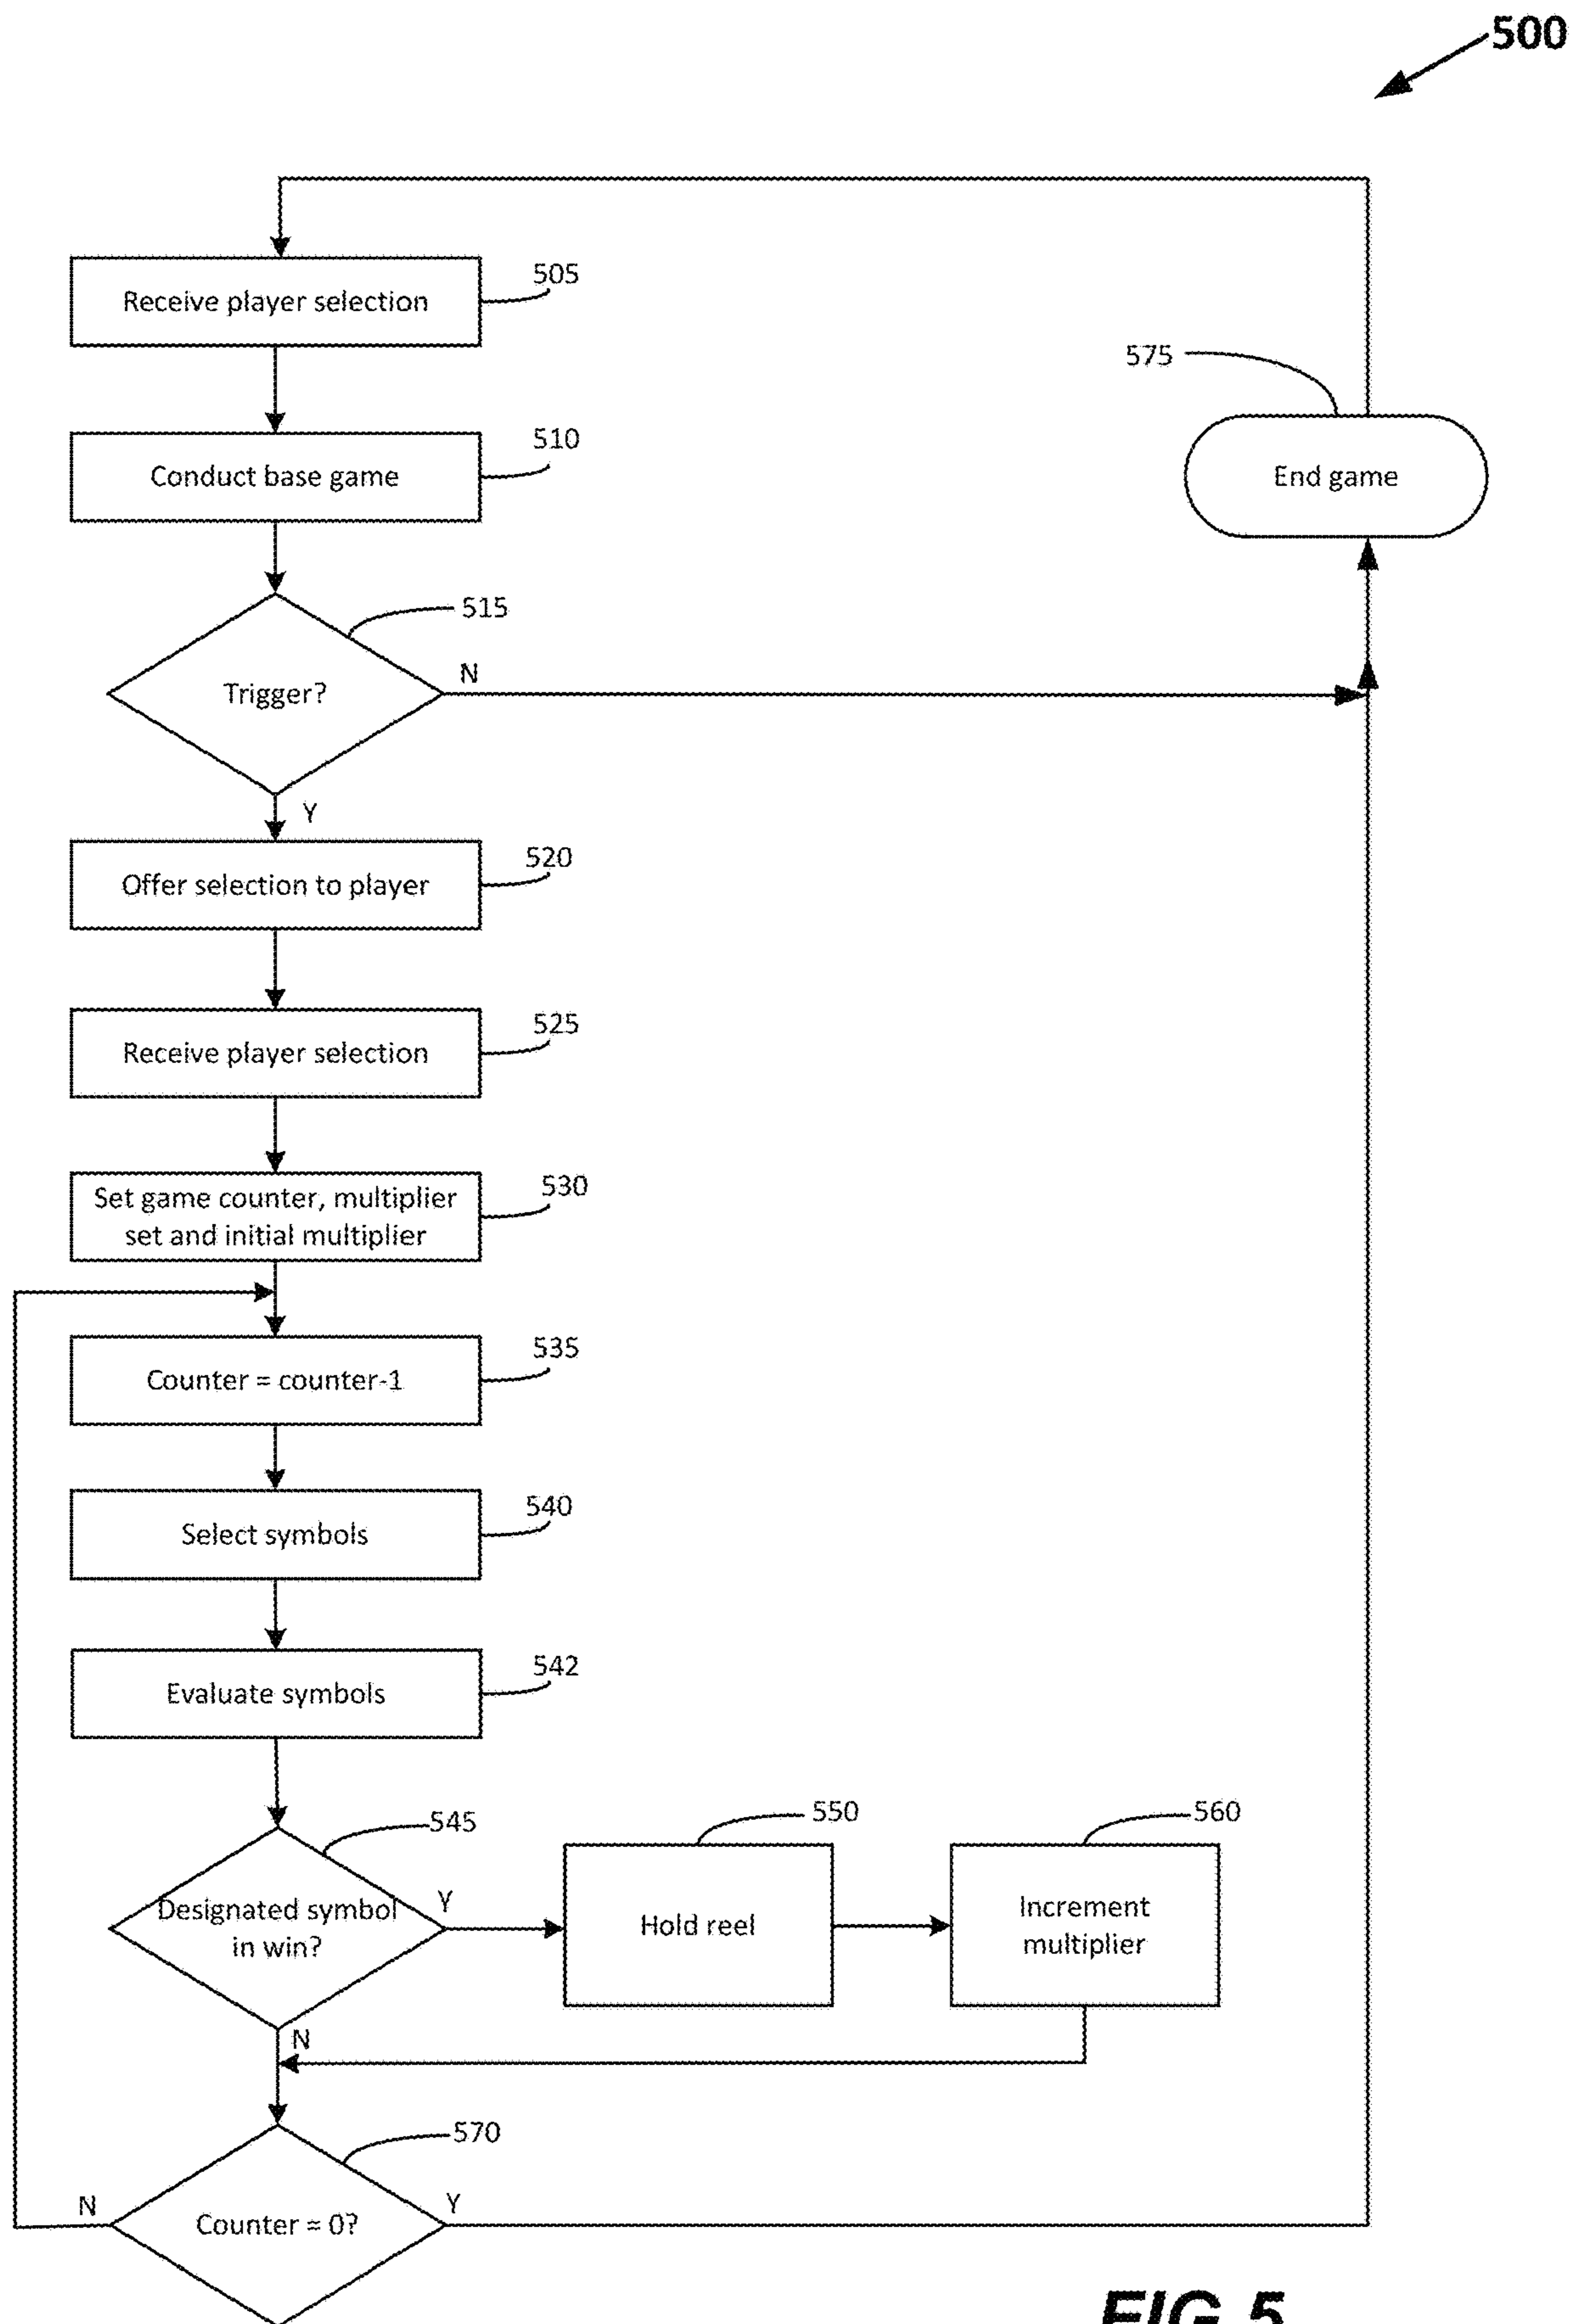 500
Receive player selection
505
575
Conduct base game
510
End game
515
Trigger?
N
Y
Offer selection to player
520
Receive player selection
525
Set game counter, multiplier
set and initial multiplier
530
Counter = counter-1
535
Select symbols
540
Evaluate symbols
542
545
550
560
Designated symbol
in win?
Y
Hold reel
Increment
multiplier
N
570
N
Counter = 0?
Y
FIG 5